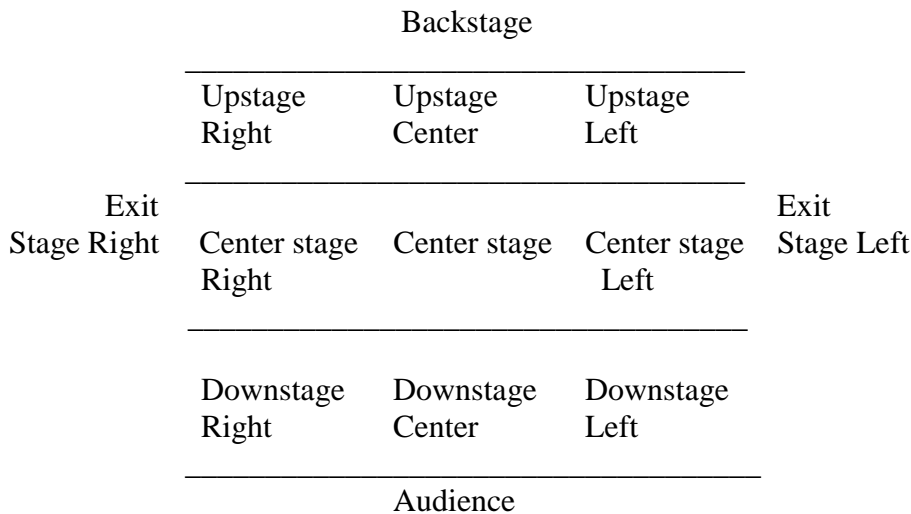 Backstage
Upstage Upstage Upstage
Right Center Left
Exit Exit
Stage Right Center stage Center stage Center stage Stage Left
Right Left
Downstage Downstage Downstage
Right Center Left
Audience